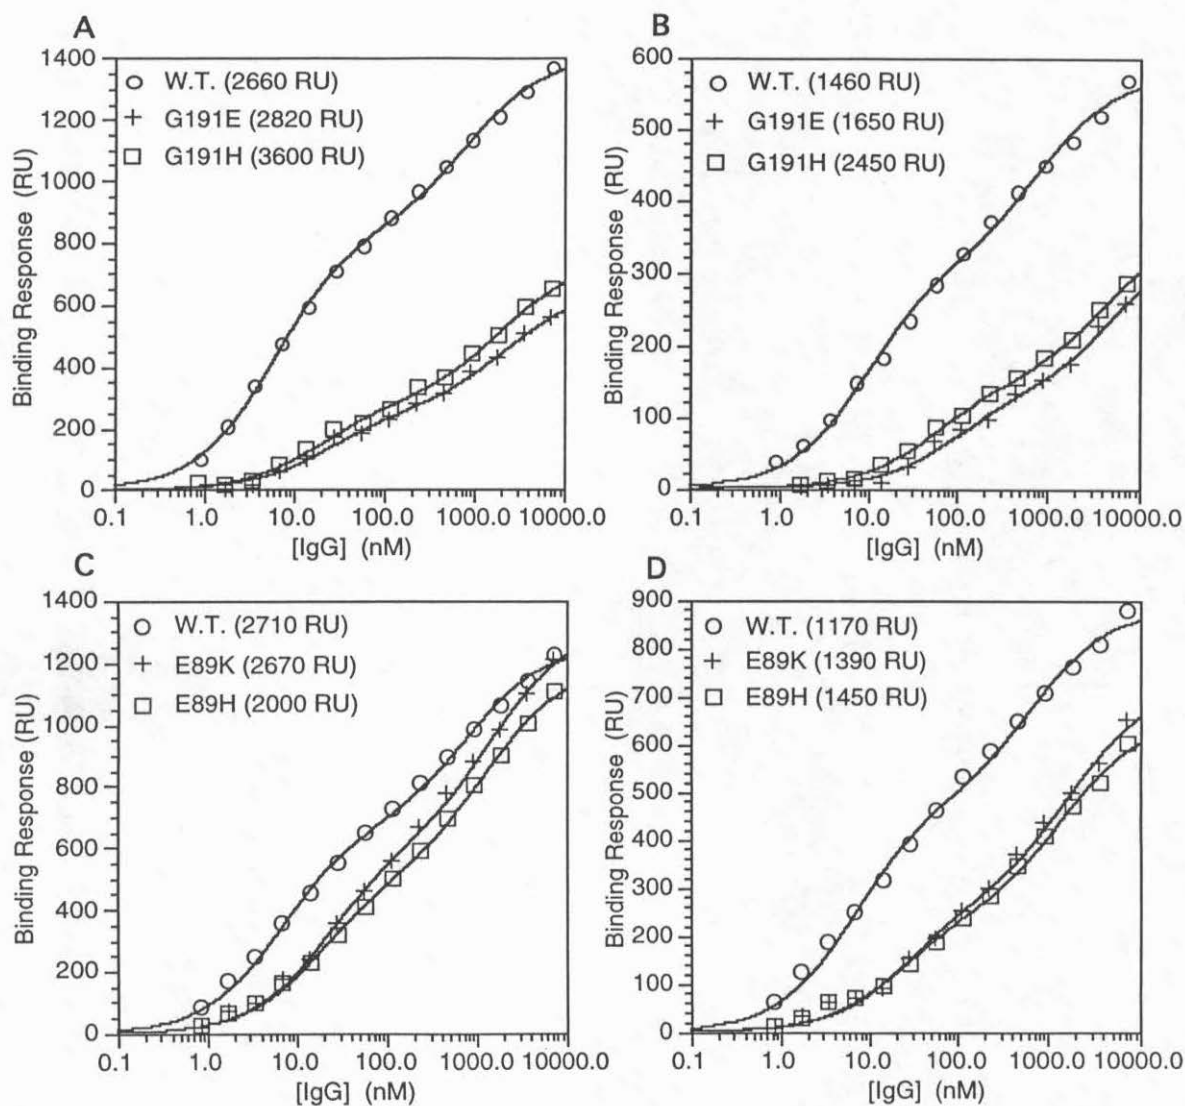 A
1400
1200
1000
800
600
400
200
0
Binding Response (RU)
W.T. (2660 RU)
G191E (2820 RU)
G191H (3600 RU)
0.1 1.0 10.0 100.0 1000.0 10000.0
[IgG] (nM)
B
600
500
400
300
200
100
0
Binding Response (RU)
W.T. (1460 RU)
G191E (1650 RU)
G191H (2450 RU)
0.1 1.0 10.0 100.0 1000.0 10000.0
[IgG] (nM)
C
1400
1200
1000
800
600
400
200
0
Binding Response (RU)
W.T. (2710 RU)
E89K (2670 RU)
E89H (2000 RU)
0.1 1.0 10.0 100.0 1000.0 10000.0
[IgG] (nM)
D
900
800
700
600
500
400
300
200
100
0
Binding Response (RU)
W.T. (1170 RU)
E89K (1390 RU)
E89H (1450 RU)
0.1 1.0 10.0 100.0 1000.0 10000.0
[IgG] (nM)